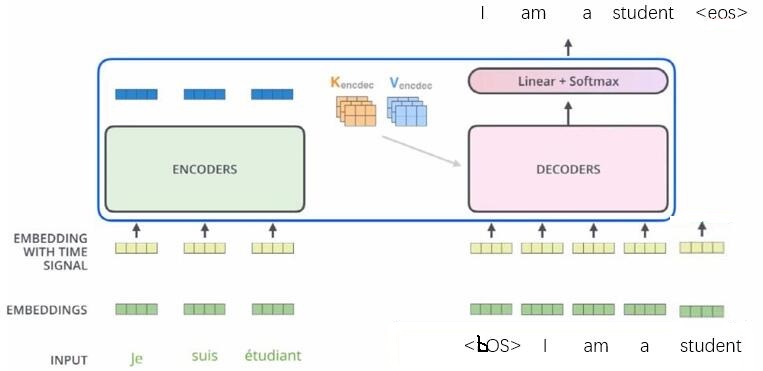 I am a student <eos>
Kencdec Vencdec
Linear + Softmax
ENCODERS
DECODERS
EMBEDDING
WITH TIME
SIGNAL
EMBEDDINGS
INPUT Je suis étudiant
<bOS> I am a student